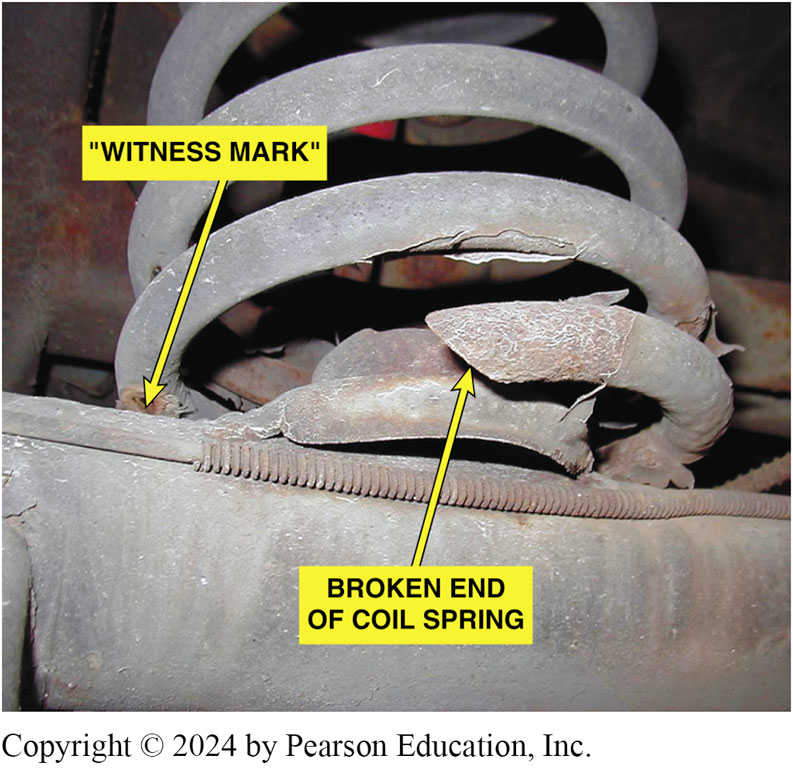 "WITNESS MARK"
BROKEN END
OF COIL SPRING
Copyright © 2024 by Pearson Education, Inc.